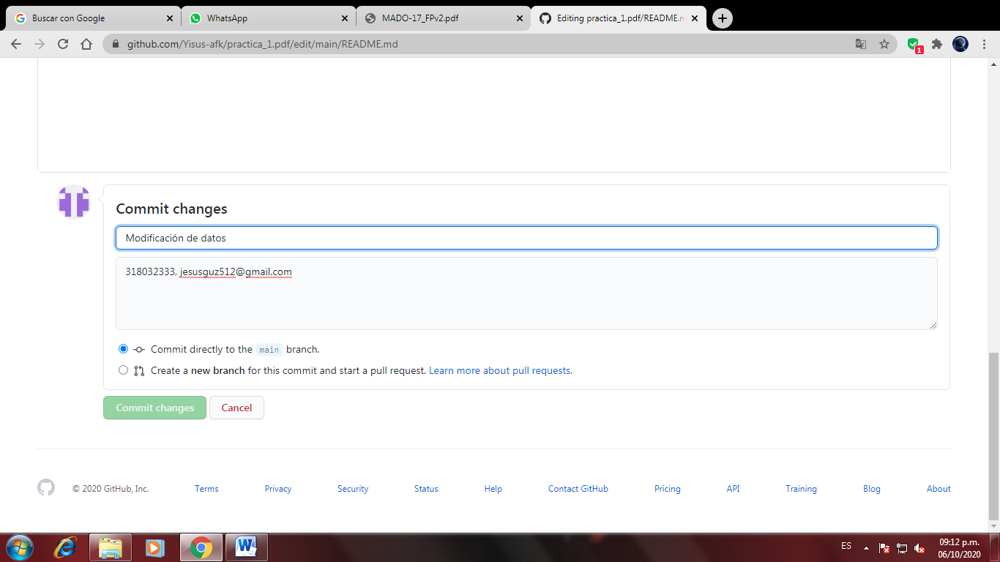 Buscar con Google
WhatsApp
MADO-17_FPv2.pdf
Editing practica_1.pdf/README.m
github.com/Yisus-afk/practica_1.pdf/edit/main/README.md
1
Commit changes
Modificación de datos
318032333, jesusguz512@gmail.com
Commit directly to the main branch.
Create a new branch for this commit and start a pull request. Learn more about pull requests.
Commit changes
Cancel
© 2020 GitHub, Inc.
Terms
Privacy
Security
Status
Help
Contact GitHub
Pricing
API
Training
Blog
About
ES
09:12 p.m.
06/10/2020